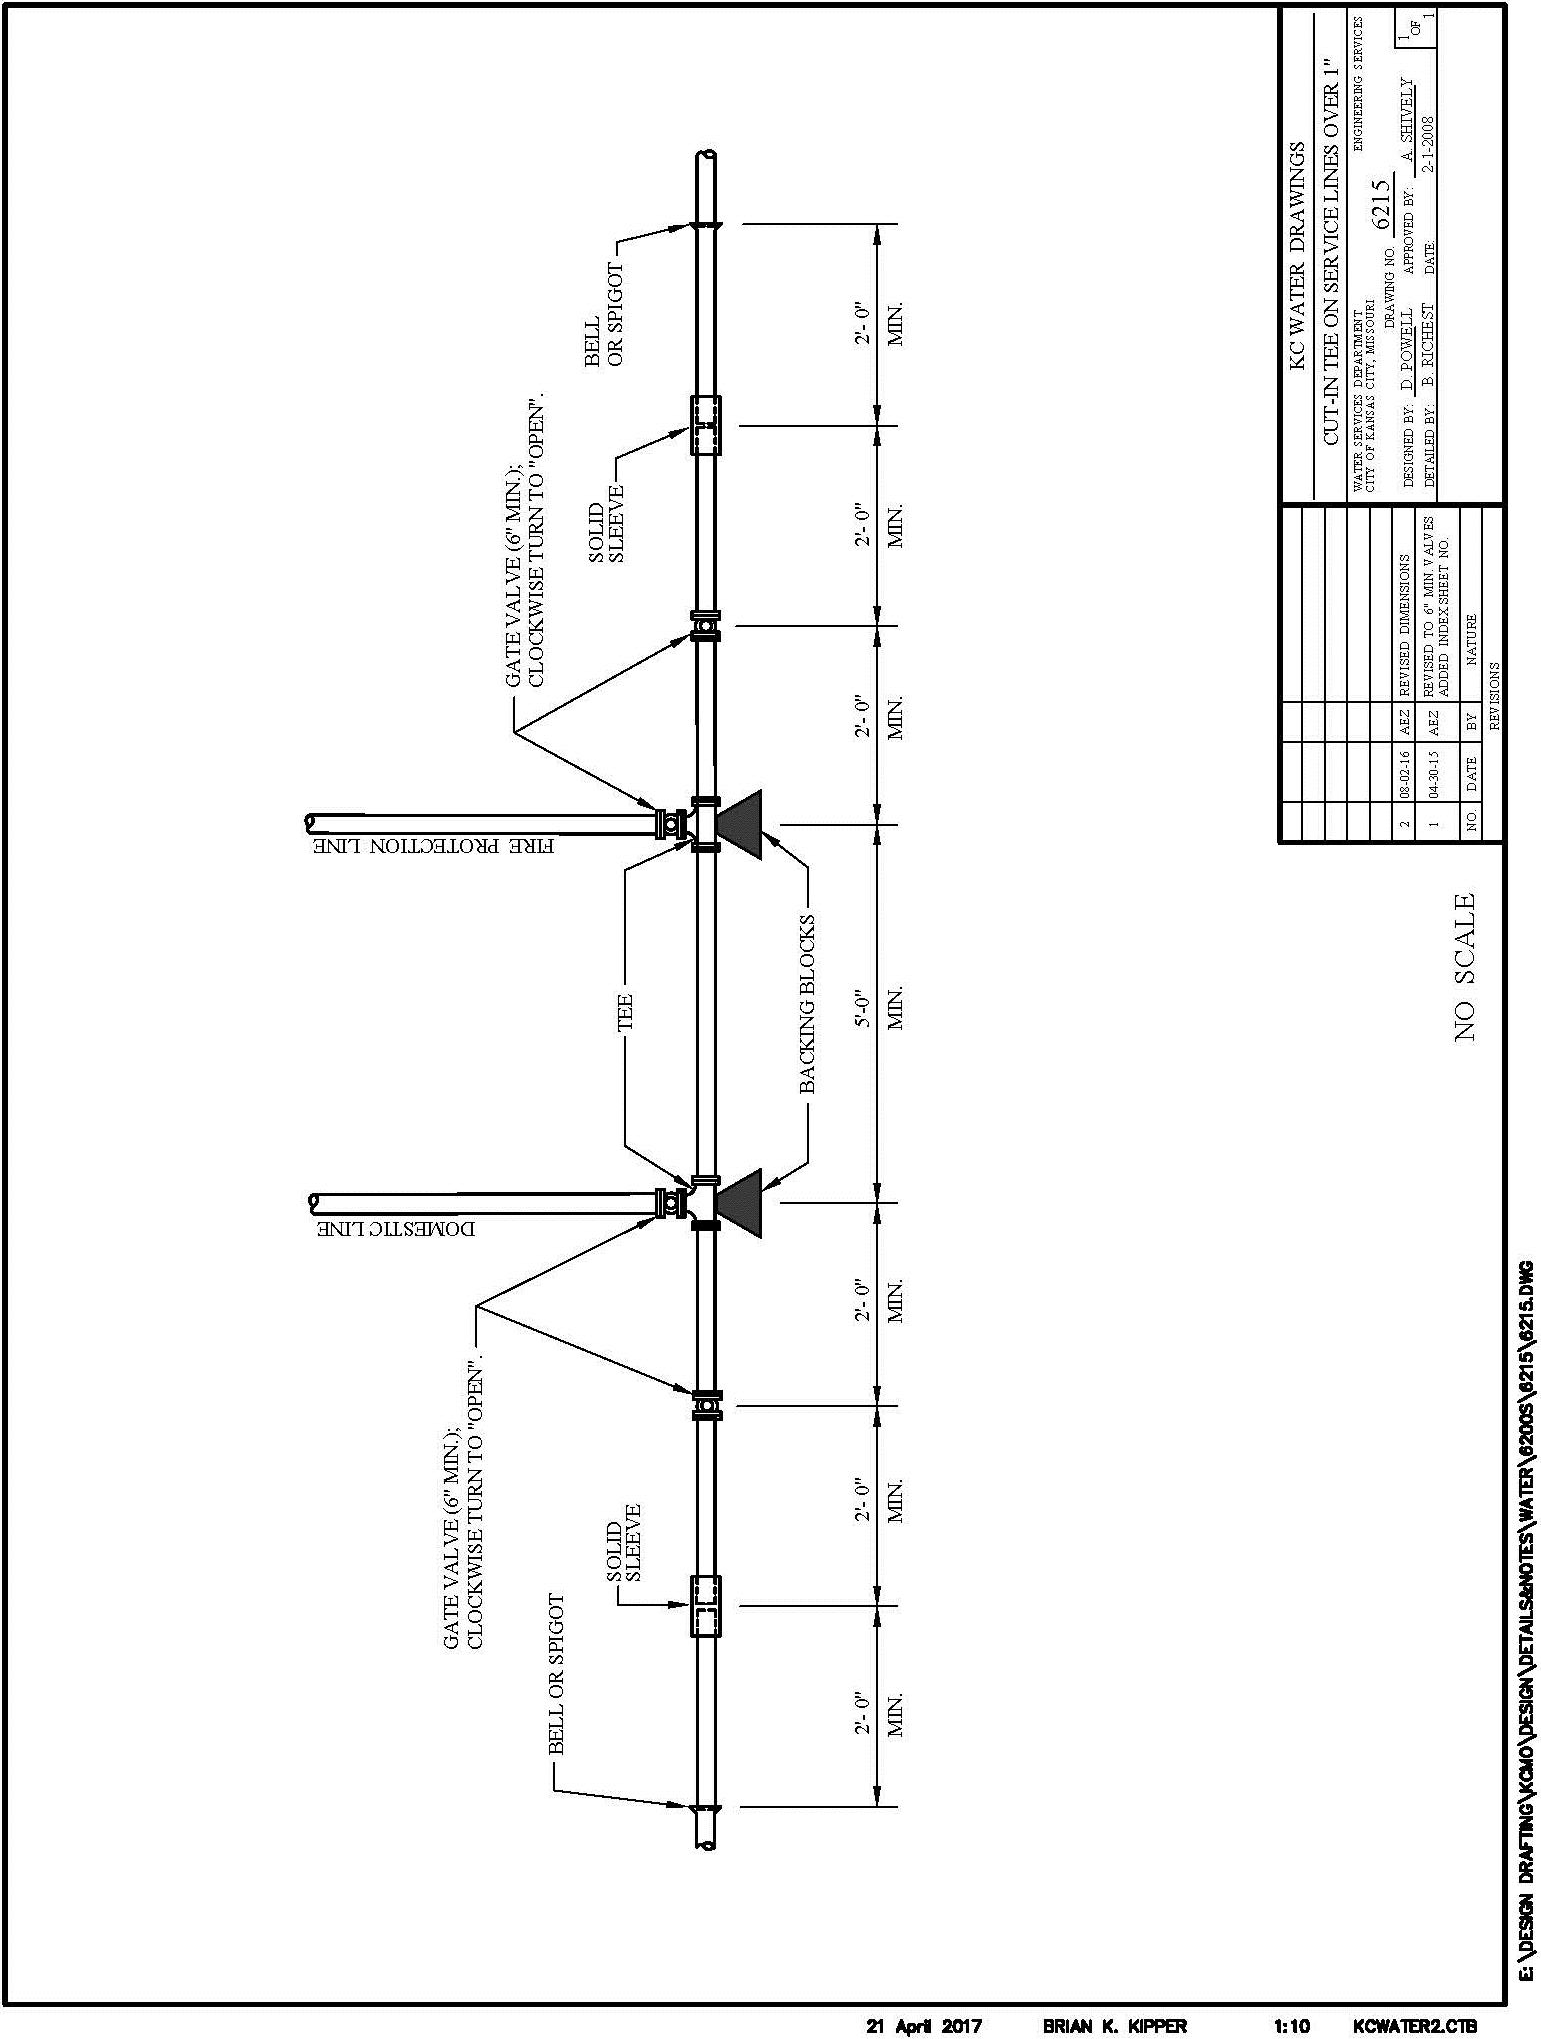 GATE VALVE (6" MIN.);
CLOCKWISE TURN TO "OPEN".
GATE VALVE (6" MIN.);
CLOCKWISE TURN TO "OPEN".
DOMESTIC LINE
FIRE PROTECTION LINE
BELL OR SPIGOT
SOLID
SLEEVE
TEE
SOLID
SLEEVE
BELL
OR SPIGOT
BACKING BLOCKS
2'- 0"
MIN.
2'- 0"
MIN.
2'- 0"
MIN.
5'-0"
MIN.
2'- 0"
MIN.
2'- 0"
MIN.
2'- 0"
MIN.
NO SCALE
2 08-02-16 AEZ REVISED DIMENSIONS
1 04-30-15 AEZ REVISED TO 6" MIN. VALVES
ADDED INDEX SHEET NO.
NO. DATE BY NATURE
REVISIONS
KC WATER DRAWINGS
CUT-IN TEE ON SERVICE LINES OVER 1"
WATER SERVICES DEPARTMENT ENGINEERING SERVICES
CITY OF KANSAS CITY, MISSOURI
DRAWING NO. 6215
DESIGNED BY: D. POWELL APPROVED BY: A. SHIVELY
DETAILED BY: B. RICHEST DATE: 2-1-2008
1 OF 1
E:\DESIGN DRAFTING\KCMO\DESIGN\DETAILS&NOTES\WATER\6200S\6215\6215.DWG
21 April 2017 BRIAN K. KIPPER 1:10 KCWATER2.CTB